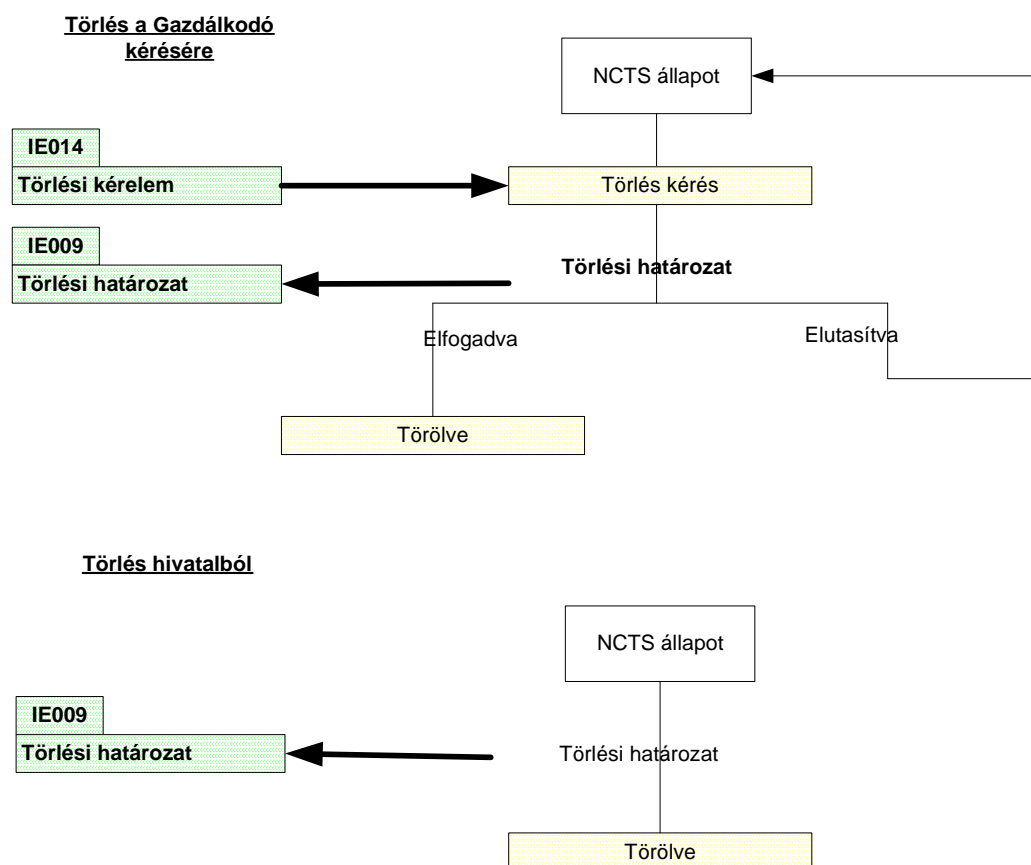 Törlés a Gazdálkodó
kérésére
NCTS állapot
IE014
Törlési kérelem
Törlés kérés
IE009
Törlési határozat
Törlési határozat
Elfogadva
Elutasítva
Törölve
Törlés hivatalból
NCTS állapot
IE009
Törlési határozat
Törlési határozat
Törölve